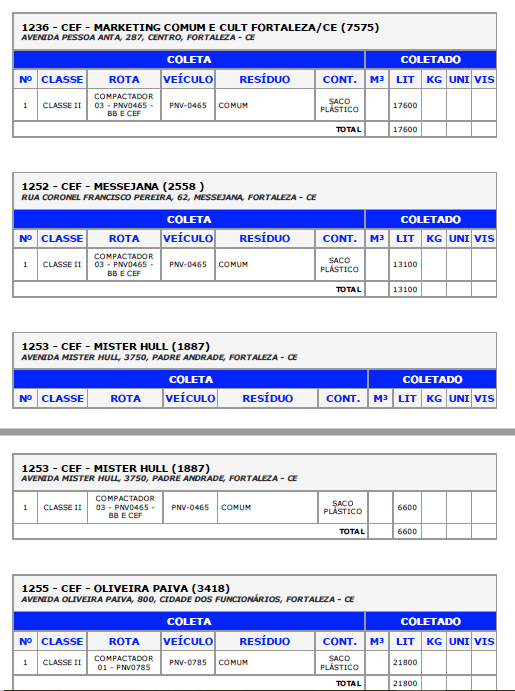 1236 - CEF - MARKETING COMUM E CULT FORTALEZA/CE (7575)
AVENIDA PESSOA ANTA, 287, CENTRO, FORTALEZA - CE
COLETA COLETADO
Nº CLASSE ROTA VEÍCULO RESÍDUO CONT. M³ LIT KG UNI VIS
1 CLASSE II COMPACTADOR 03 - PNV0465 - BB E CEF PNV-0465 COMUM SACO PLÁSTICO 17600
TOTAL 17600
1252 - CEF - MESSEJANA (2558 )
RUA CORONEL FRANCISCO PEREIRA, 62, MESSEJANA, FORTALEZA - CE
COLETA COLETADO
Nº CLASSE ROTA VEÍCULO RESÍDUO CONT. M³ LIT KG UNI VIS
1 CLASSE II COMPACTADOR 03 - PNV0465 - BB E CEF PNV-0465 COMUM SACO PLÁSTICO 13100
TOTAL 13100
1253 - CEF - MISTER HULL (1887)
AVENIDA MISTER HULL, 3750, PADRE ANDRADE, FORTALEZA - CE
COLETA COLETADO
Nº CLASSE ROTA VEÍCULO RESÍDUO CONT. M³ LIT KG UNI VIS
1253 - CEF - MISTER HULL (1887)
AVENIDA MISTER HULL, 3750, PADRE ANDRADE, FORTALEZA - CE
1 CLASSE II COMPACTADOR 03 - PNV0465 - BB E CEF PNV-0465 COMUM SACO PLÁSTICO 6600
TOTAL 6600
1255 - CEF - OLIVEIRA PAIVA (3418)
AVENIDA OLIVEIRA PAIVA, 800, CIDADE DOS FUNCIONÁRIOS, FORTALEZA - CE
COLETA COLETADO
Nº CLASSE ROTA VEÍCULO RESÍDUO CONT. M³ LIT KG UNI VIS
1 CLASSE II COMPACTADOR 01 - PNV0785 PNV-0785 COMUM SACO PLÁSTICO 21800
TOTAL 21800